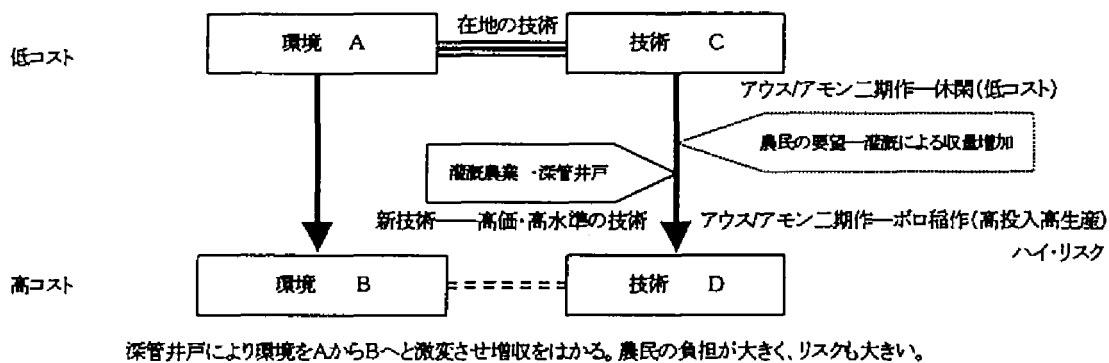 在地の技術
環境 A
技術 C
低コスト
アウス/アモン二期作―休閑(低コスト)
農民の要望―灌漑による収量増加
灌漑農業 ・深管井戸
新技術――高価・高水準の技術
アウス/アモン二期作―ボロ稲作(高投入高生産)
ハイ・リスク
高コスト
環境 B
技術 D
深管井戸により環境をAからBへと激変させ増収をはかる。農民の負担が大きく、リスクも大きい。